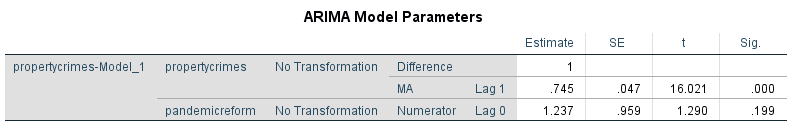 ARIMA Model Parameters
Estimate SE t Sig.
propertycrimes-Model_1 propertycrimes No Transformation Difference 1
MA Lag 1 .745 .047 16.021 .000
pandemicreform No Transformation Numerator Lag 0 1.237 .959 1.290 .199